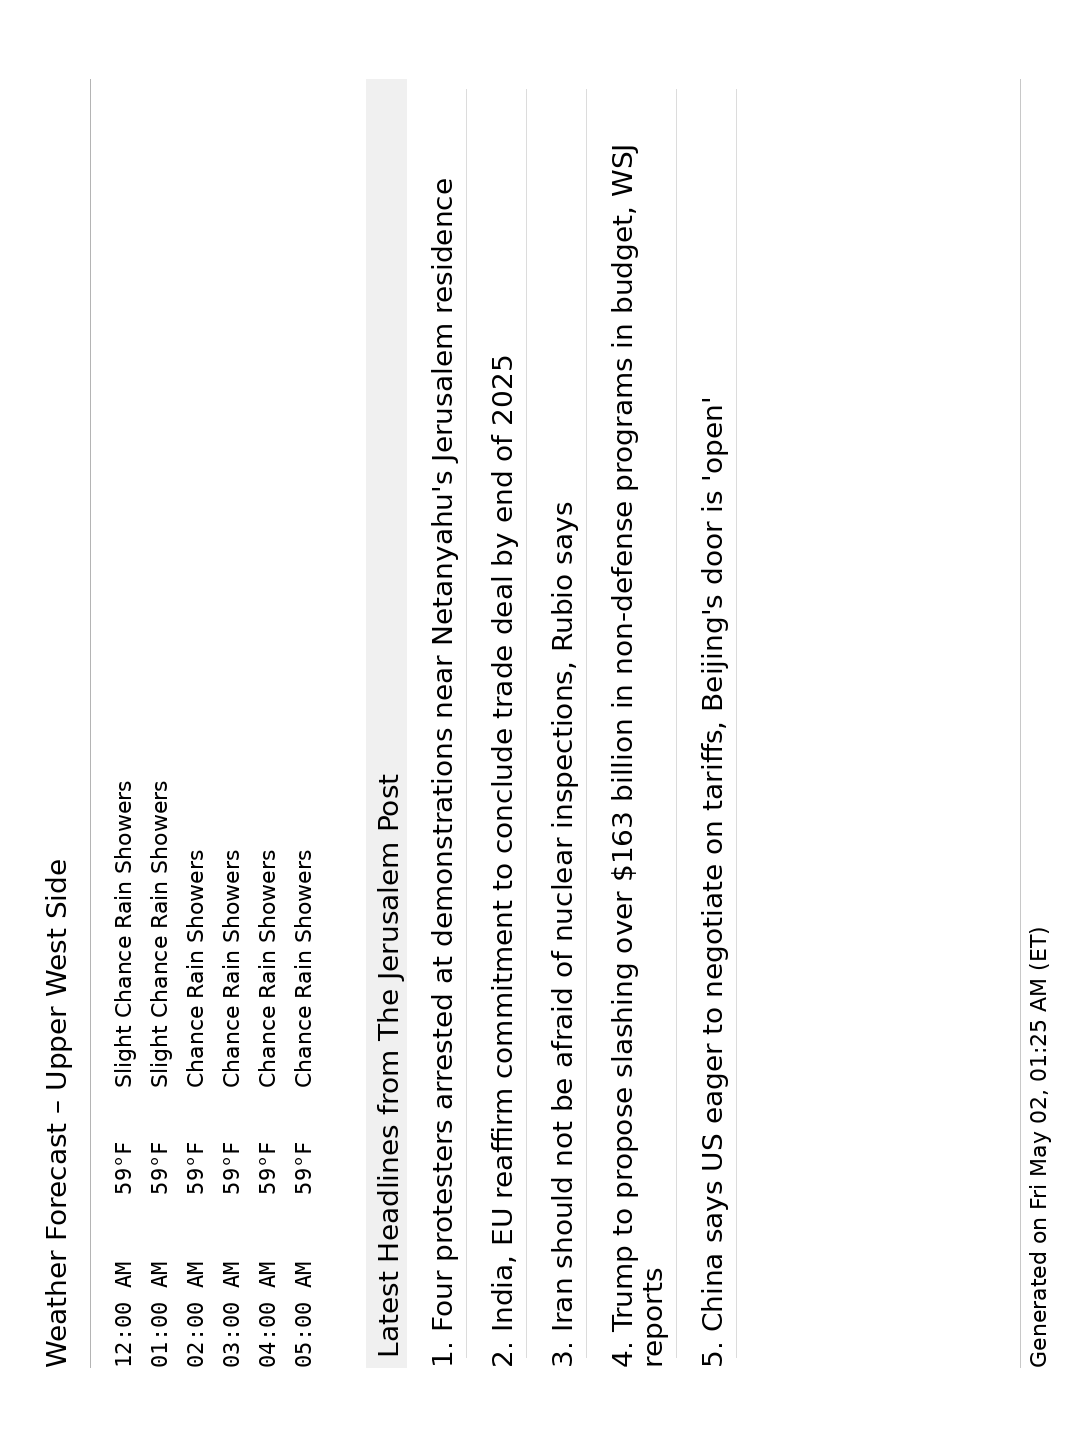 Weather Forecast – Upper West Side
12:00 AM 59°F Slight Chance Rain Showers
01:00 AM 59°F Slight Chance Rain Showers
02:00 AM 59°F Chance Rain Showers
03:00 AM 59°F Chance Rain Showers
04:00 AM 59°F Chance Rain Showers
05:00 AM 59°F Chance Rain Showers
Latest Headlines from The Jerusalem Post
1. Four protesters arrested at demonstrations near Netanyahu's Jerusalem residence
2. India, EU reaffirm commitment to conclude trade deal by end of 2025
3. Iran should not be afraid of nuclear inspections, Rubio says
4. Trump to propose slashing over $163 billion in non-defense programs in budget, WSJ
reports
5. China says US eager to negotiate on tariffs, Beijing's door is 'open'
Generated on Fri May 02, 01:25 AM (ET)